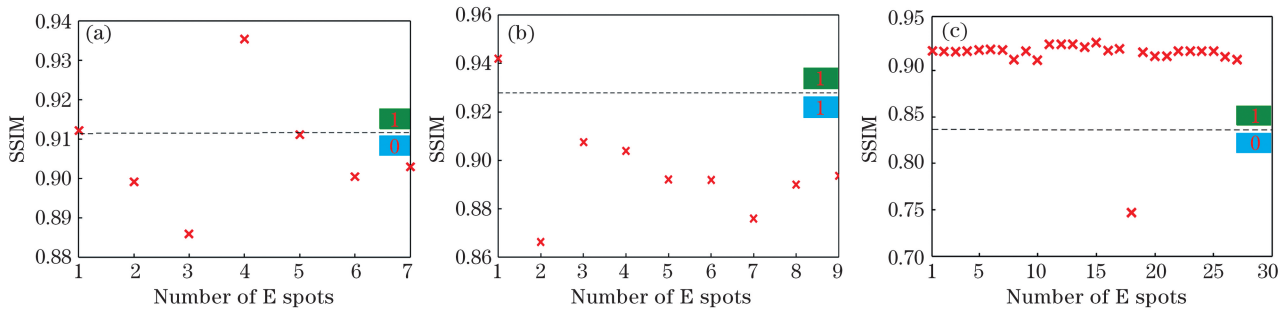 (a)
0.94
0.93
0.92
0.91
0.90
0.89
0.88
SSIM
1
0
1 2 3 4 5 6 7
Number of E spots
(b)
0.96
0.94
0.92
0.90
0.88
0.86
SSIM
1
1
1 2 3 4 5 6 7 8 9
Number of E spots
(c)
0.95
0.90
0.85
0.80
0.75
0.70
SSIM
1
0
1 5 10 15 20 25 30
Number of E spots